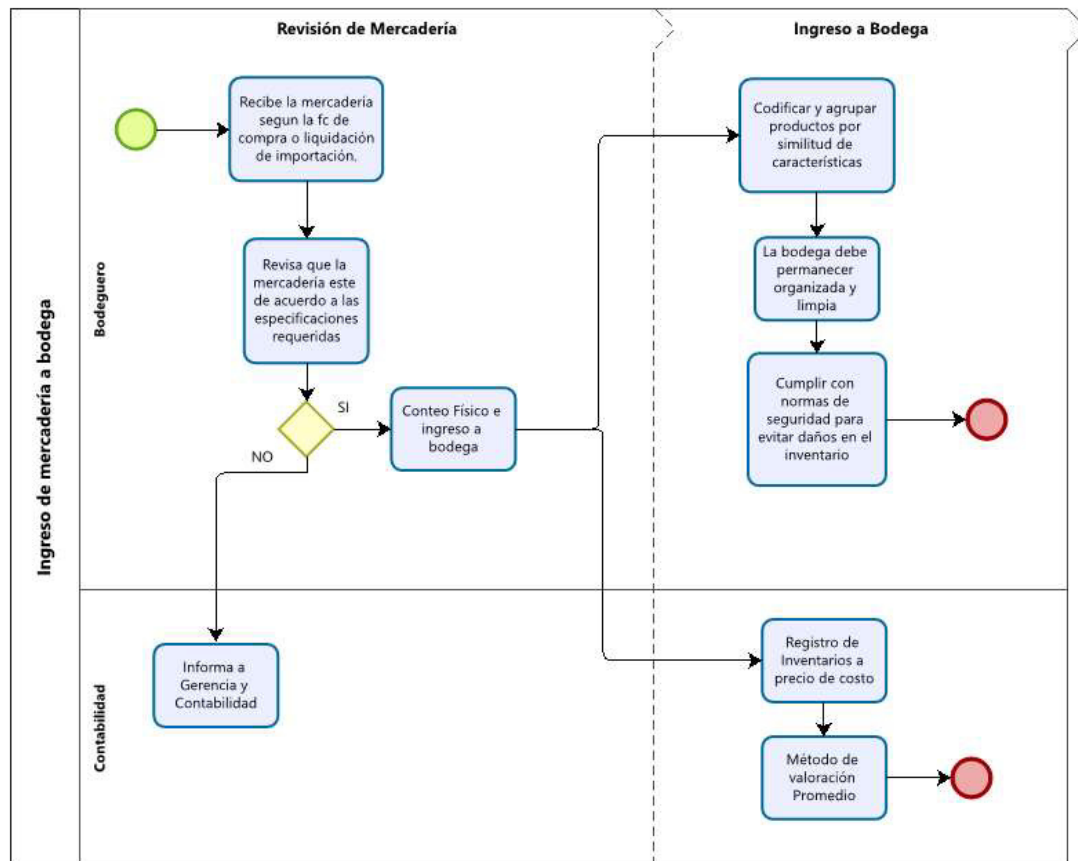 Ingreso de mercadería a bodega
Revisión de Mercadería
Ingreso a Bodega
Bodeguero
Recibe la mercadería
segun la fc de
compra o liquidación
de importación.
Revisa que la
mercadería este
de acuerdo a las
especificaciones
requeridas
SI
NO
Conteo Físico e
ingreso a
bodega
Codificar y agrupar
productos por
similitud de
características
La bodega debe
permanecer
organizada y
limpia
Cumplir con
normas de
seguridad para
evitar daños en el
inventario
Contabilidad
Informa a
Gerencia y
Contabilidad
Registro de
Inventarios a
precio de costo
Método de
valoración
Promedio